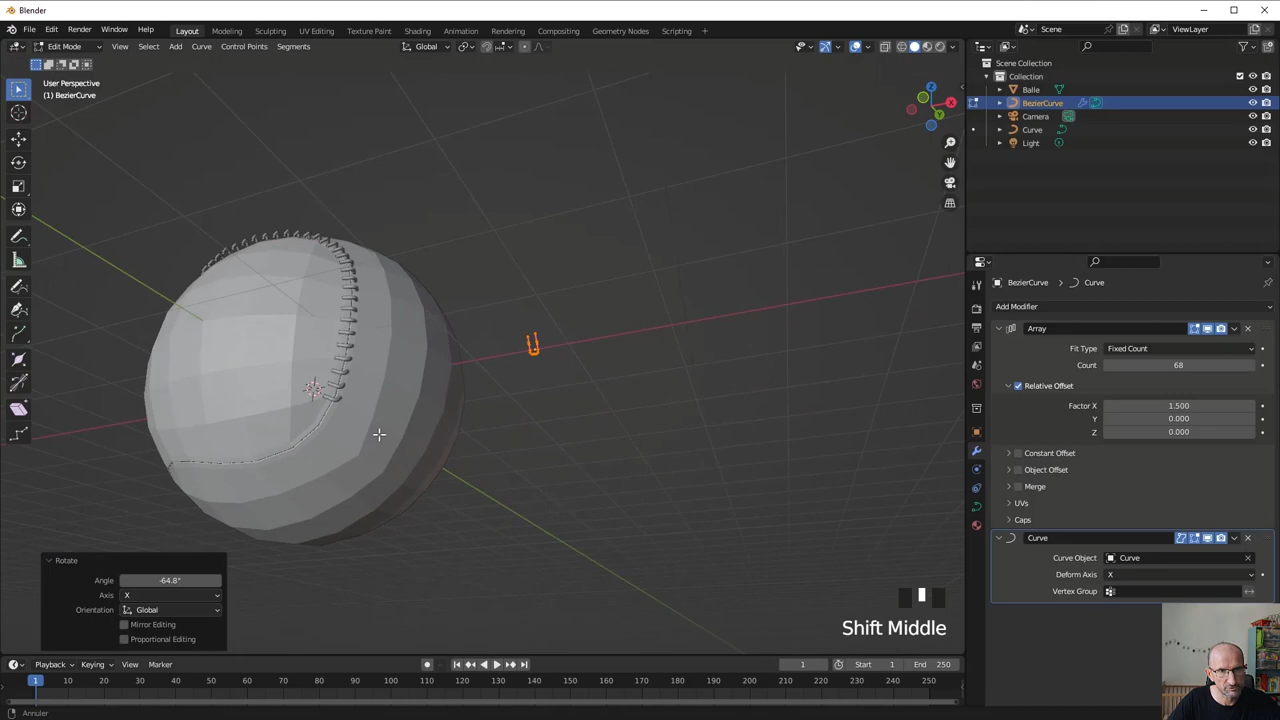 Blender
File Edit Render Window Help Layout Modeling Sculpting UV Editing Texture Paint Shading Animation Rendering Compositing Geometry Nodes Scripting Scene ViewLayer
Edit Mode View Select Add Curve Control Points Segments Global
User Perspective
(1) BezierCurve
Z
X
Y
Scene Collection
Collection
Balle
BezierCurve
Camera
Curve
Light
BezierCurve > Curve
Add Modifier
Array
Fit Type Fixed Count
Count 68
Relative Offset
Factor X 1.500
Y 0.000
Z 0.000
Constant Offset
Object Offset
Merge
UVs
Caps
Curve
Curve Object Curve
Deform Axis X
Vertex Group
Rotate
Angle -64.8°
Axis X
Orientation Global
Mirror Editing
Proportional Editing
Shift Middle
Playback Keying View Marker 1 Start 1 End 250
1 10 20 30 40 50 60 70 80 90 100 110 120 130 140 150 160 170 180 190 200 210 220 230 240 250
Annuler